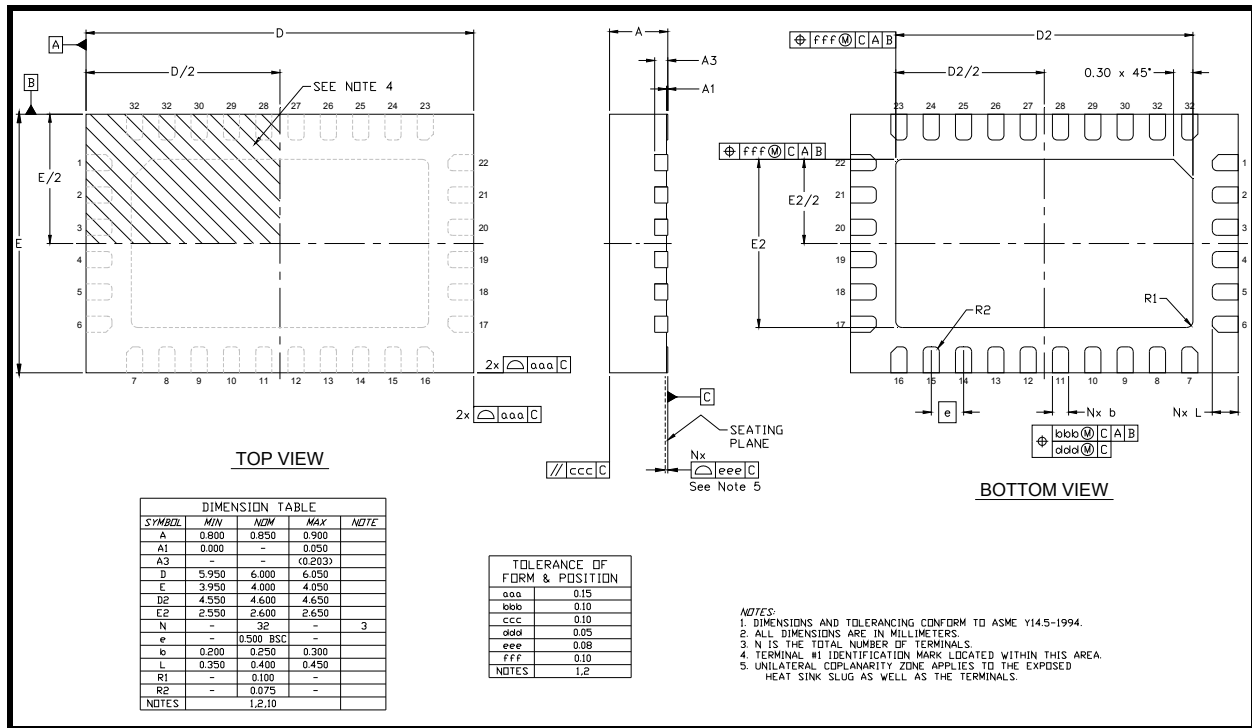 D
D/2
A
B
SEE NOTE 4
32 32 30 29 28 27 26 25 24 23
1
2
3
4
5
6
22
21
20
19
18
17
7 8 9 10 11 12 13 14 15 16
E/2
E
2x ⌓ aaa C
2x ⌓ aaa C
TOP VIEW
A
A3
A1
C
SEATING
PLANE
// ccc C
Nx
⌓ eee C
See Note 5
⌖ fff Ⓜ C A B
D2
D2/2
0.30 x 45°
23 24 25 26 27 28 29 30 32 32
⌖ fff Ⓜ C A B
22
21
20
19
18
17
1
2
3
4
5
6
E2/2
E2
R1
R2
16 15 14 13 12 11 10 9 8 7
e
Nx b
Nx L
⌖ bbb Ⓜ C A B
ddd Ⓜ C
BOTTOM VIEW
DIMENSION TABLE
SYMBOL MIN NOM MAX NOTE
A 0.800 0.850 0.900
A1 0.000 - 0.050
A3 - - (0.203)
D 5.950 6.000 6.050
E 3.950 4.000 4.050
D2 4.550 4.600 4.650
E2 2.550 2.600 2.650
N - 32 - 3
e - 0.500 BSC -
b 0.200 0.250 0.300
L 0.350 0.400 0.450
R1 - 0.100 -
R2 - 0.075 -
NOTES 1,2,10
TOLERANCE OF
FORM & POSITION
aaa 0.15
bbb 0.10
ccc 0.10
ddd 0.05
eee 0.08
fff 0.10
NOTES 1,2
NOTES:
1. DIMENSIONS AND TOLERANCING CONFORM TO ASME Y14.5-1994.
2. ALL DIMENSIONS ARE IN MILLIMETERS.
3. N IS THE TOTAL NUMBER OF TERMINALS.
4. TERMINAL #1 IDENTIFICATION MARK LOCATED WITHIN THIS AREA.
5. UNILATERAL COPLANARITY ZONE APPLIES TO THE EXPOSED
HEAT SINK SLUG AS WELL AS THE TERMINALS.